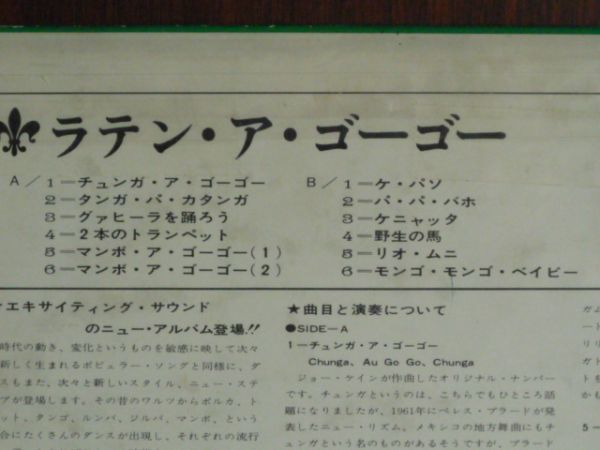 ラテン・ア・ゴーゴー
A/1─チュンガ・ア・ゴーゴー
2─タンガ・パ・カタンガ
3─グァヒーラを踊ろう
4─2本のトランペット
5─マンボ・ア・ゴーゴー(1)
6─マンボ・ア・ゴーゴー(2)
B/1─ケ・パソ
2─パ・パ・バホ
3─ケニャッタ
4─野生の馬
5─リオ・ムニ
6─モンゴ・モンゴ・ベイビー
エキサイティング・サウンド
のニュー・アルバム登場!!
時代の動き、変化というものを敏感に映して次々
新しく生まれるポピュラー・ソングと同様に、ダ
スもまた、次々と新しいスタイル、ニュー・ステ
プが登場します。その昔のワルツからポルカ、ト
ット、タンゴ、ルンバ、ジルバ、マンボ、という
合にたくさんのダンスが出現し、それぞれの流行
★曲目と演奏について
●SIDE─A
1─チュンガ・ア・ゴーゴー
Chunga, Au Go Go, Chunga
ジョー・ケインが作曲したオリジナル・ナンバー
です。チュンガというのは、こちらでもひところ話
題になりましたが、1961年にペレス・プラードが発
表したニュー・リズム、メキシコの地方舞曲にもチ
ュンガという名のものがあるそうですが、プラード
ガム
ート
リリ
ガト
トを
かも
5─